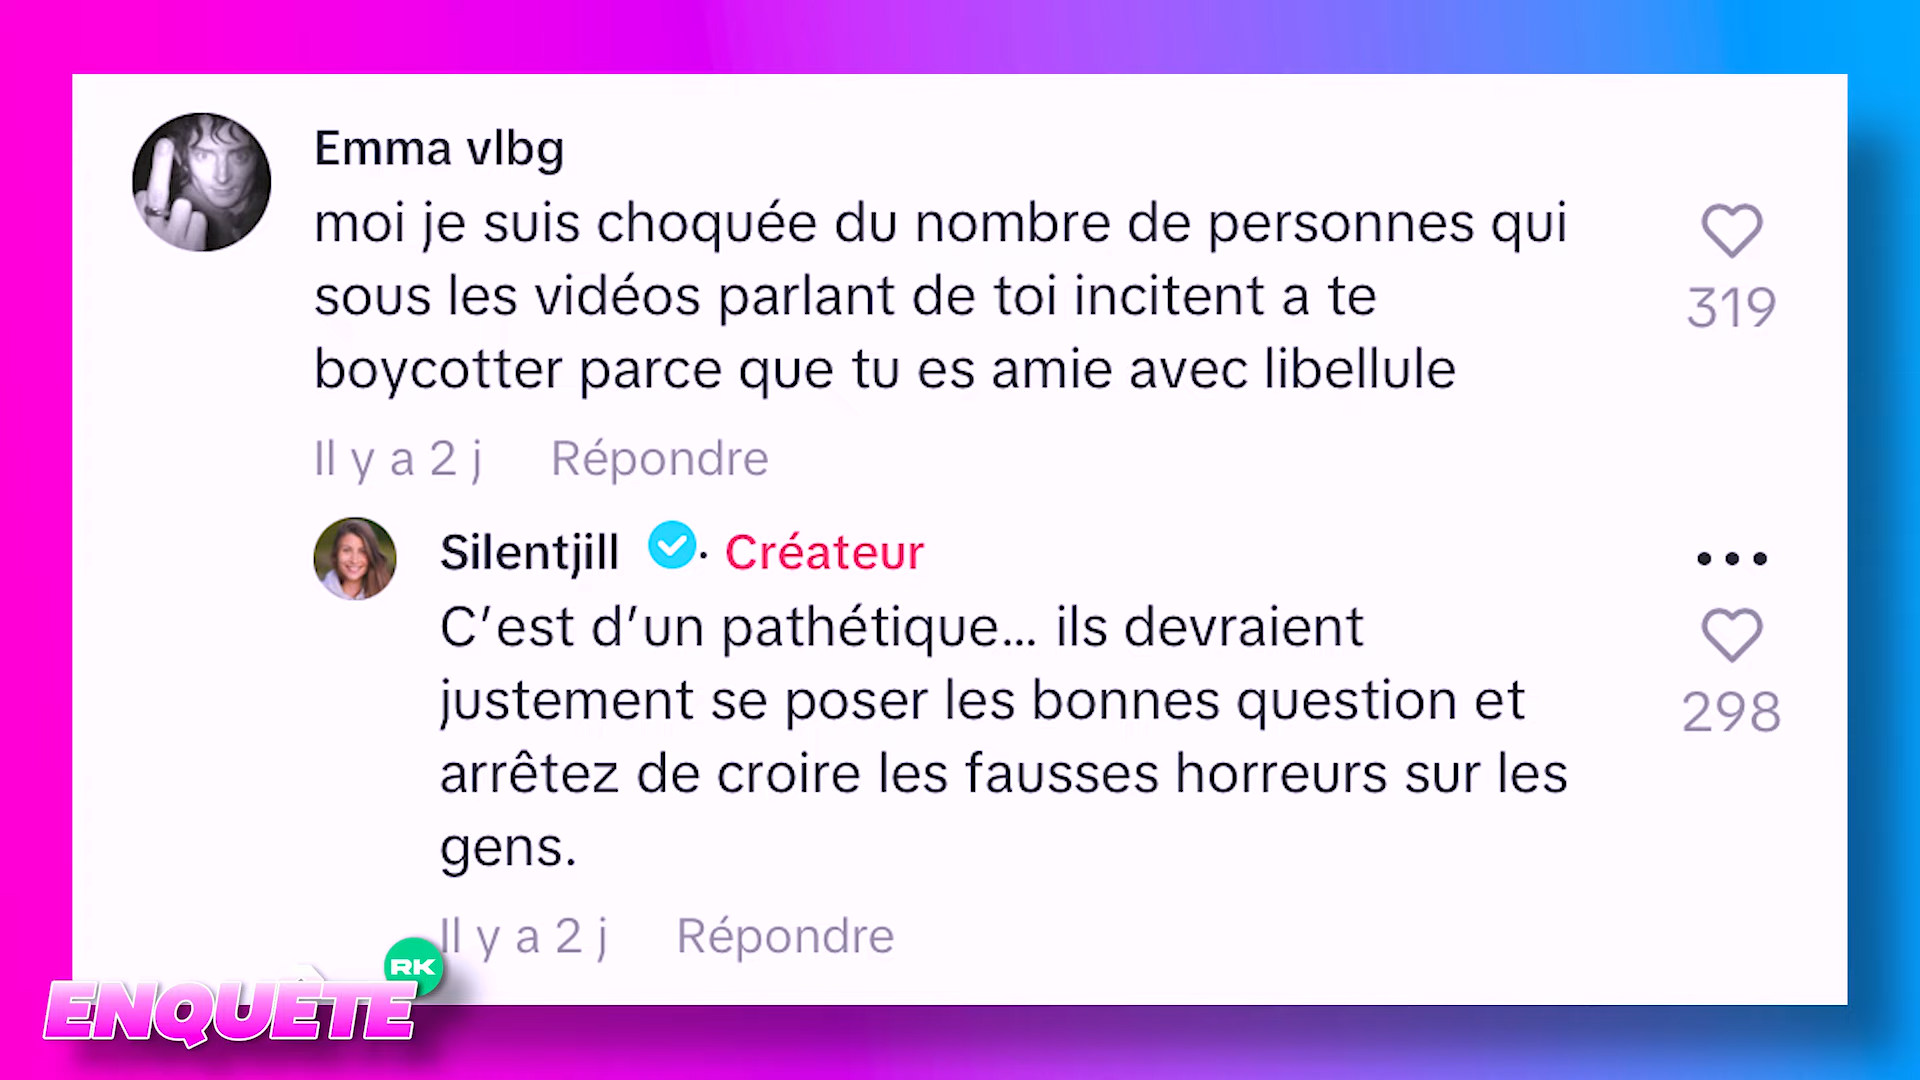 Emma vlbg
moi je suis choquée du nombre de personnes qui
sous les vidéos parlant de toi incitent a te
boycotter parce que tu es amie avec libellule
319
Il y a 2 j Répondre
Silentjill · Créateur
C’est d’un pathétique... ils devraient
justement se poser les bonnes question et
arrêtez de croire les fausses horreurs sur les
gens.
298
Il y a 2 j Répondre
RK
ENQUÊTE